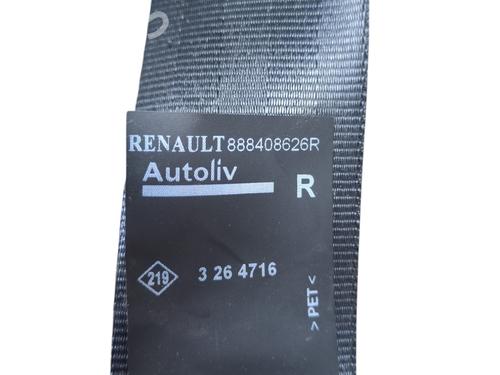 RENAULT 888408626R
Autoliv
R
219
3 26 4716
> PET <